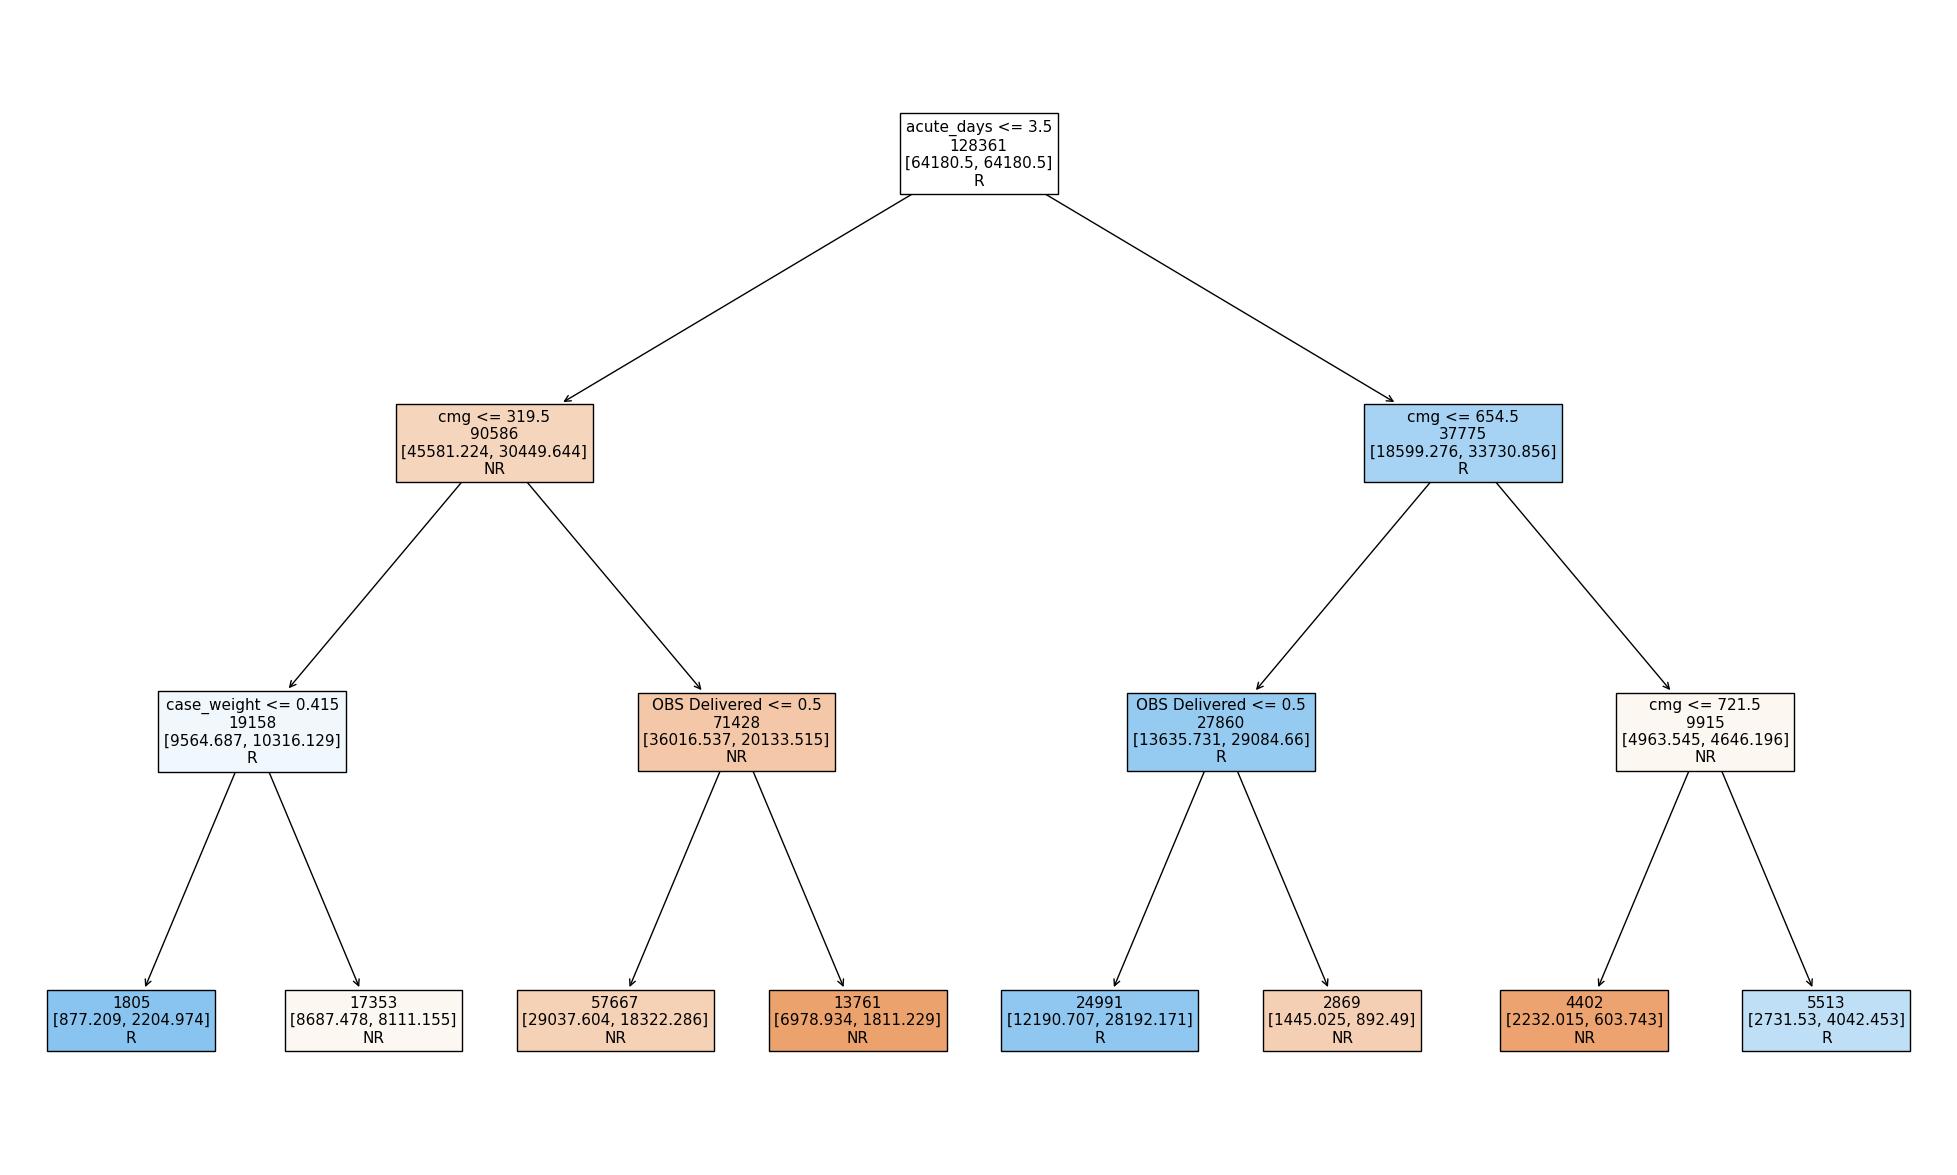 acute_days <= 3.5
128361
[64180.5, 64180.5]
R
cmg <= 319.5
90586
[45581.224, 30449.644]
NR
cmg <= 654.5
37775
[18599.276, 33730.856]
R
case_weight <= 0.415
19158
[9564.687, 10316.129]
R
OBS Delivered <= 0.5
71428
[36016.537, 20133.515]
NR
OBS Delivered <= 0.5
27860
[13635.731, 29084.66]
R
cmg <= 721.5
9915
[4963.545, 4646.196]
NR
1805
[877.209, 2204.974]
R
17353
[8687.478, 8111.155]
NR
57667
[29037.604, 18322.286]
NR
13761
[6978.934, 1811.229]
NR
24991
[12190.707, 28192.171]
R
2869
[1445.025, 892.49]
NR
4402
[2232.015, 603.743]
NR
5513
[2731.53, 4042.453]
R